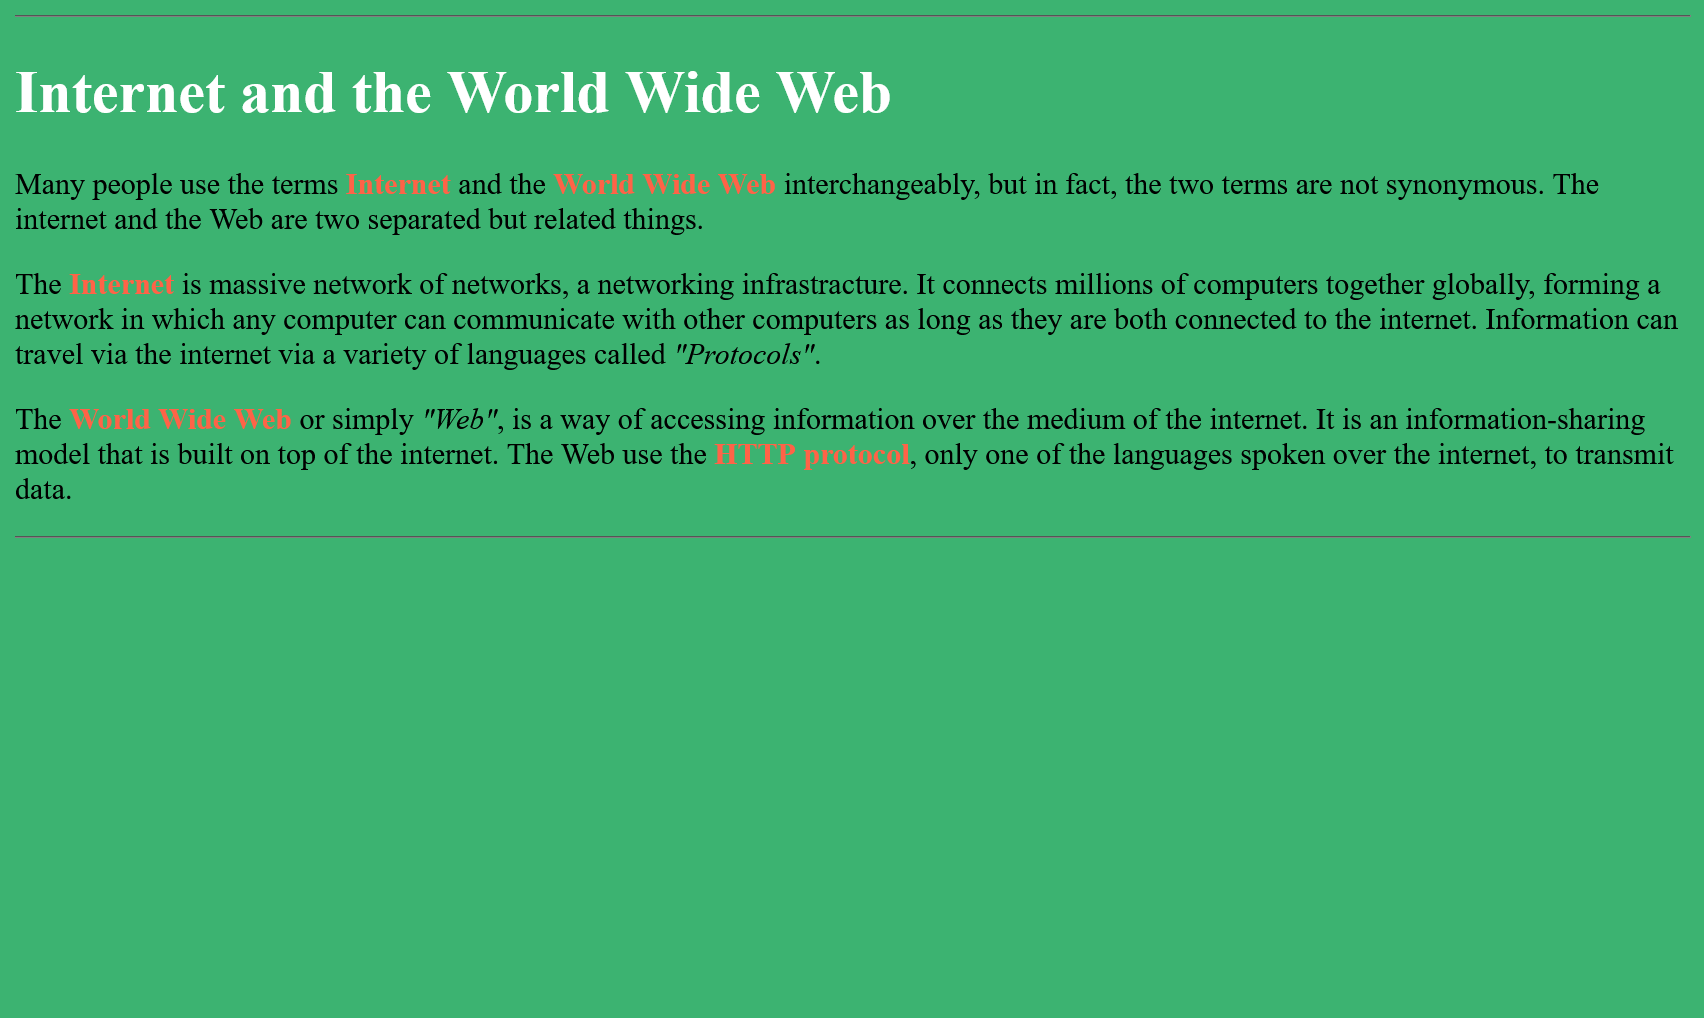 Internet and the World Wide Web
Many people use the terms Internet and the World Wide Web interchangeably, but in fact, the two terms are not synonymous. The
internet and the Web are two separated but related things.
The Internet is massive network of networks, a networking infrastracture. It connects millions of computers together globally, forming a
network in which any computer can communicate with other computers as long as they are both connected to the internet. Information can
travel via the internet via a variety of languages called "Protocols".
The World Wide Web or simply "Web", is a way of accessing information over the medium of the internet. It is an information-sharing
model that is built on top of the internet. The Web use the HTTP protocol, only one of the languages spoken over the internet, to transmit
data.